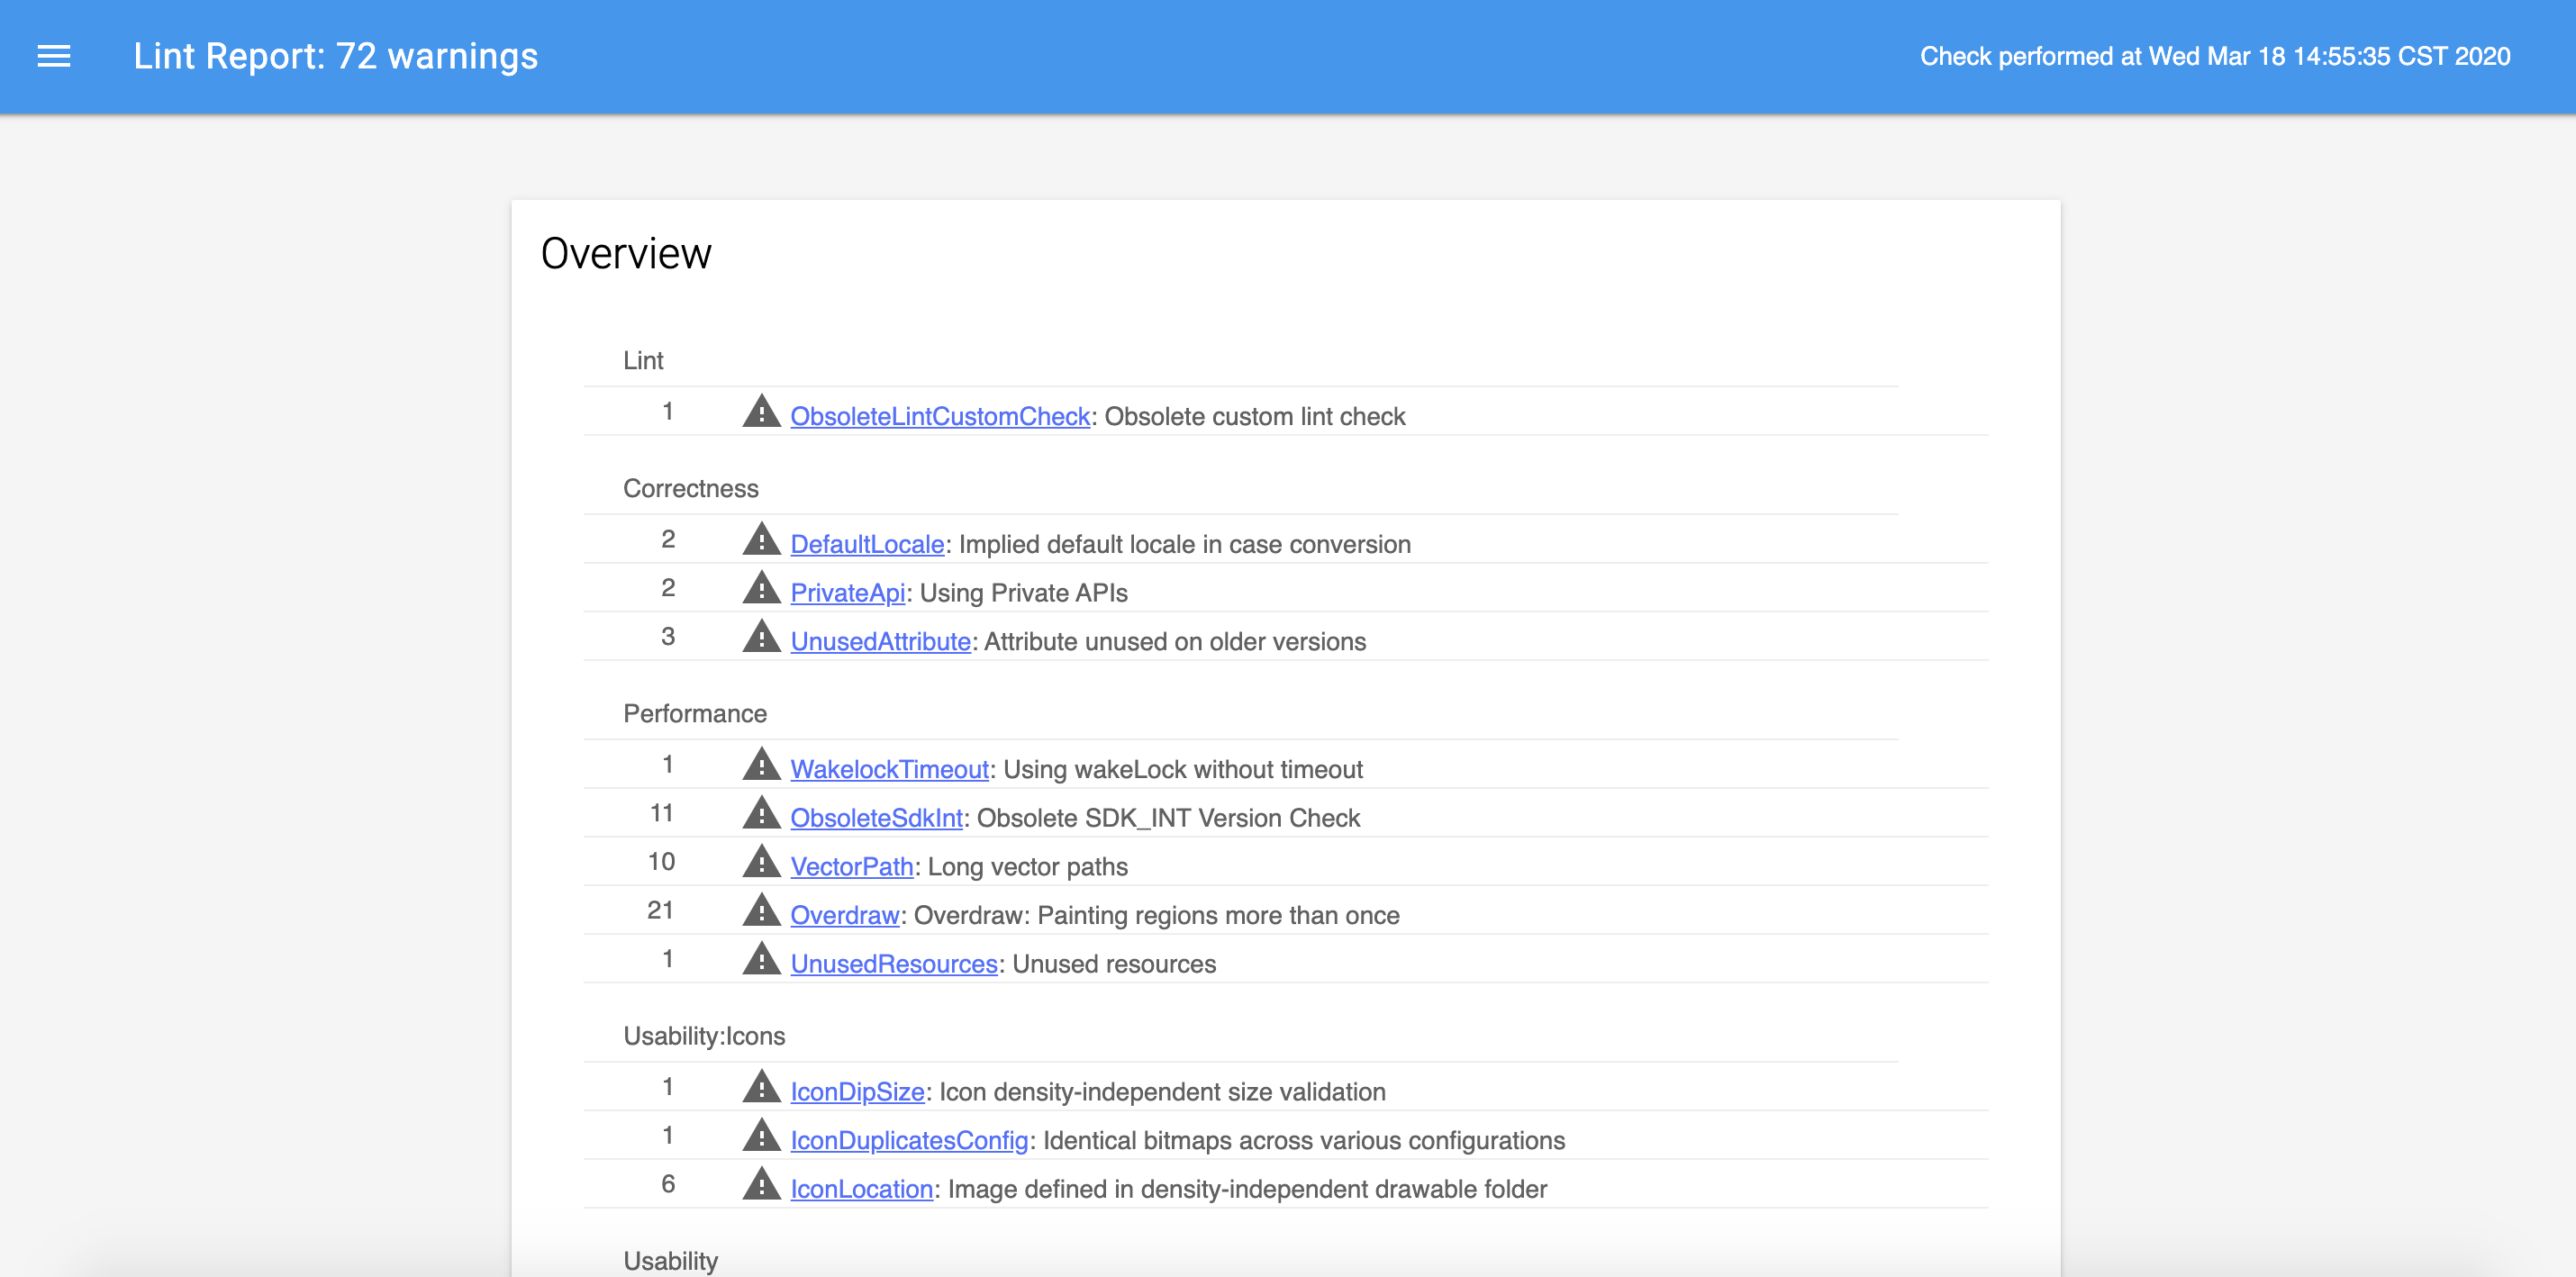 Lint Report: 72 warnings
Check performed at Wed Mar 18 14:55:35 CST 2020
Overview
Lint
1 ObsoleteLintCustomCheck: Obsolete custom lint check
Correctness
2 DefaultLocale: Implied default locale in case conversion
2 PrivateApi: Using Private APIs
3 UnusedAttribute: Attribute unused on older versions
Performance
1 WakelockTimeout: Using wakeLock without timeout
11 ObsoleteSdkInt: Obsolete SDK_INT Version Check
10 VectorPath: Long vector paths
21 Overdraw: Overdraw: Painting regions more than once
1 UnusedResources: Unused resources
Usability:Icons
1 IconDipSize: Icon density-independent size validation
1 IconDuplicatesConfig: Identical bitmaps across various configurations
6 IconLocation: Image defined in density-independent drawable folder
Usability